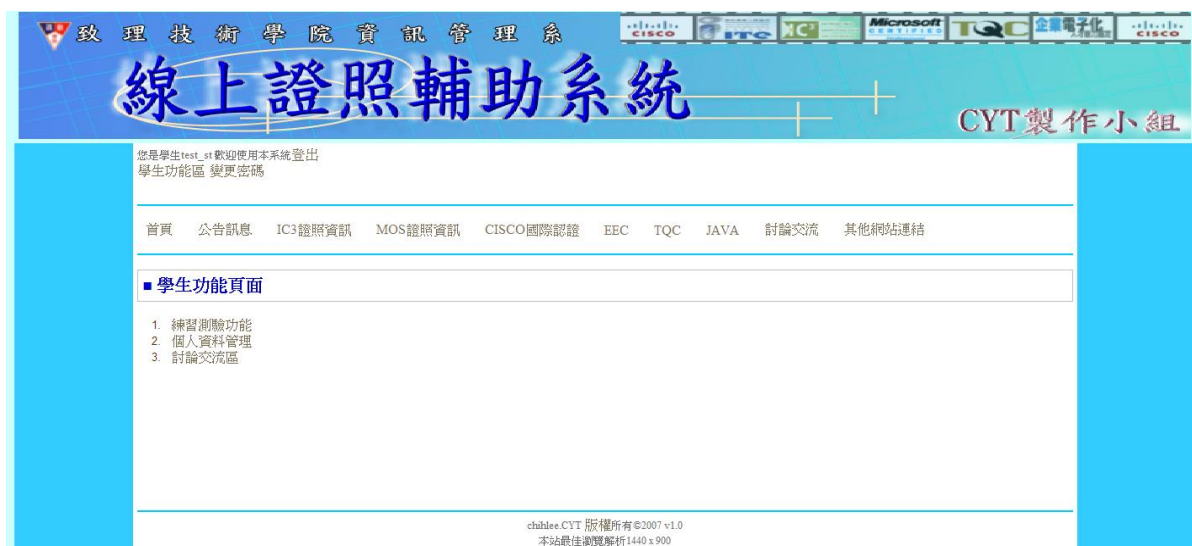 致理技術學院資訊管理系
CISCO ITC IC³ Microsoft CERTIFIED TQC 企業電子化 CISCO
線上證照輔助系統
CYT製作小組
您是學生test_st 歡迎使用本系統登出
學生功能區 變更密碼
首頁 公告訊息 IC3證照資訊 MOS證照資訊 CISCO國際認證 EEC TQC JAVA 討論交流 其他網站連結
■ 學生功能頁面
1. 練習測驗功能
2. 個人資料管理
3. 討論交流區
chihlee.CYT 版權所有©2007 v1.0
本站最佳瀏覽解析1440 x 900